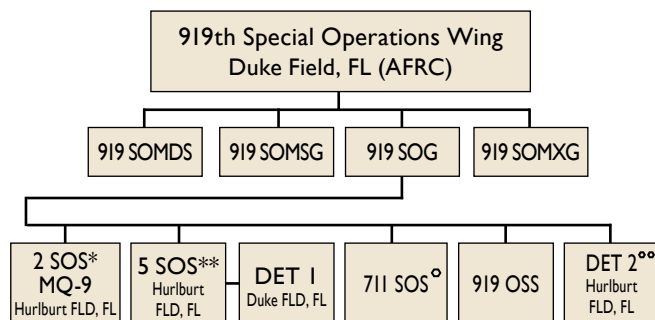 919th Special Operations Wing
Duke Field, FL (AFRC)
919 SOMDS
919 SOMSG
919 SOG
919 SOMXG
2 SOS*
MQ-9
Hurlburt FLD, FL
5 SOS**
Hurlburt
FLD, FL
DET 1
Duke FLD, FL
711 SOS°
919 OSS
DET 2°°
Hurlburt
FLD, FL